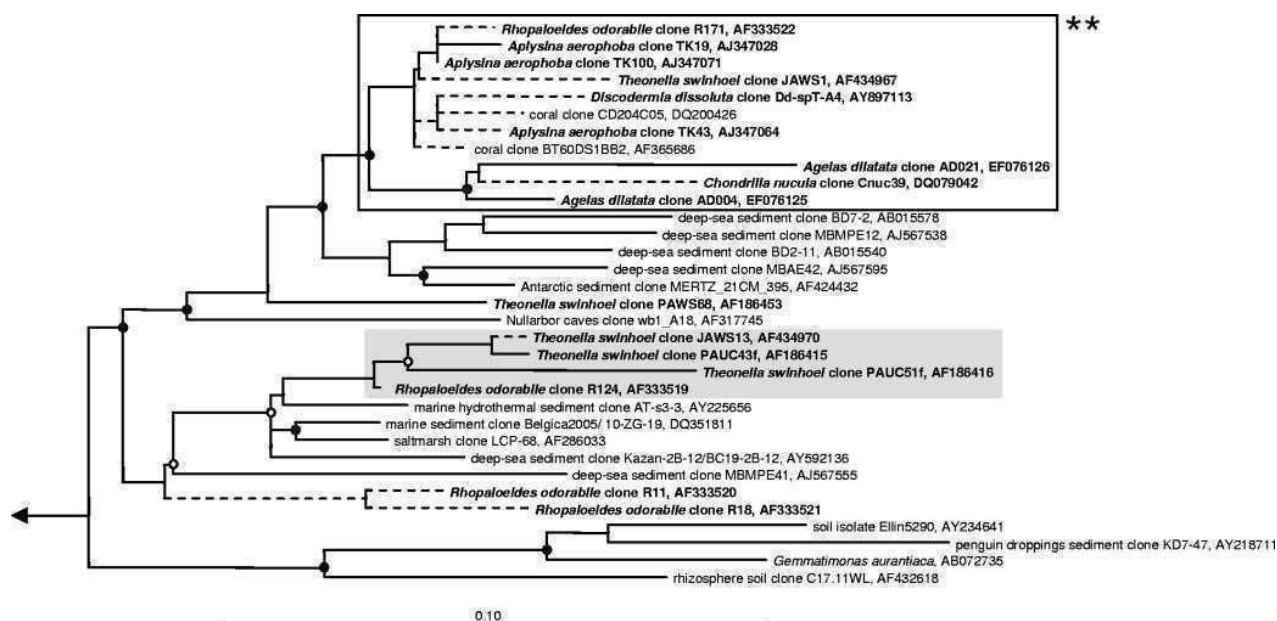 Rhopaloeides odorabile clone R171, AF333522
**
Aplysina aerophoba clone TK19, AJ347028
Aplysina aerophoba clone TK100, AJ347071
Theonella swinhoei clone JAWS1, AF434967
Discodermia dissoluta clone Dd-spT-A4, AY897113
coral clone CD204C05, DQ200426
Aplysina aerophoba clone TK43, AJ347064
coral clone BT60DS1BB2, AF365686
Agelas dilatata clone AD021, EF076126
Chondrilla nucula clone Cnuc39, DQ079042
Agelas dilatata clone AD004, EF076125
deep-sea sediment clone BD7-2, AB015578
deep-sea sediment clone MBMPE12, AJ567538
deep-sea sediment clone BD2-11, AB015540
deep-sea sediment clone MBAE42, AJ567595
Antarctic sediment clone MERTZ_21CM_395, AF424432
Theonella swinhoei clone PAWS68, AF186453
Nullarbor caves clone wb1_A18, AF317745
Theonella swinhoei clone JAWS13, AF434970
Theonella swinhoei clone PAUC43f, AF186415
Theonella swinhoei clone PAUC51f, AF186416
Rhopaloeides odorabile clone R124, AF333519
marine hydrothermal sediment clone AT-s3-3, AY225656
marine sediment clone Belgica2005/ 10-ZG-19, DQ351811
saltmarsh clone LCP-68, AF286033
deep-sea sediment clone Kazan-2B-12/BC19-2B-12, AY592136
deep-sea sediment clone MBMPE41, AJ567555
Rhopaloeides odorabile clone R11, AF333520
Rhopaloeides odorabile clone R18, AF333521
soil isolate Ellin5290, AY234641
penguin droppings sediment clone KD7-47, AY218711
Gemmatimonas aurantiaca, AB072735
rhizosphere soil clone C17.11WL, AF432618
0.10